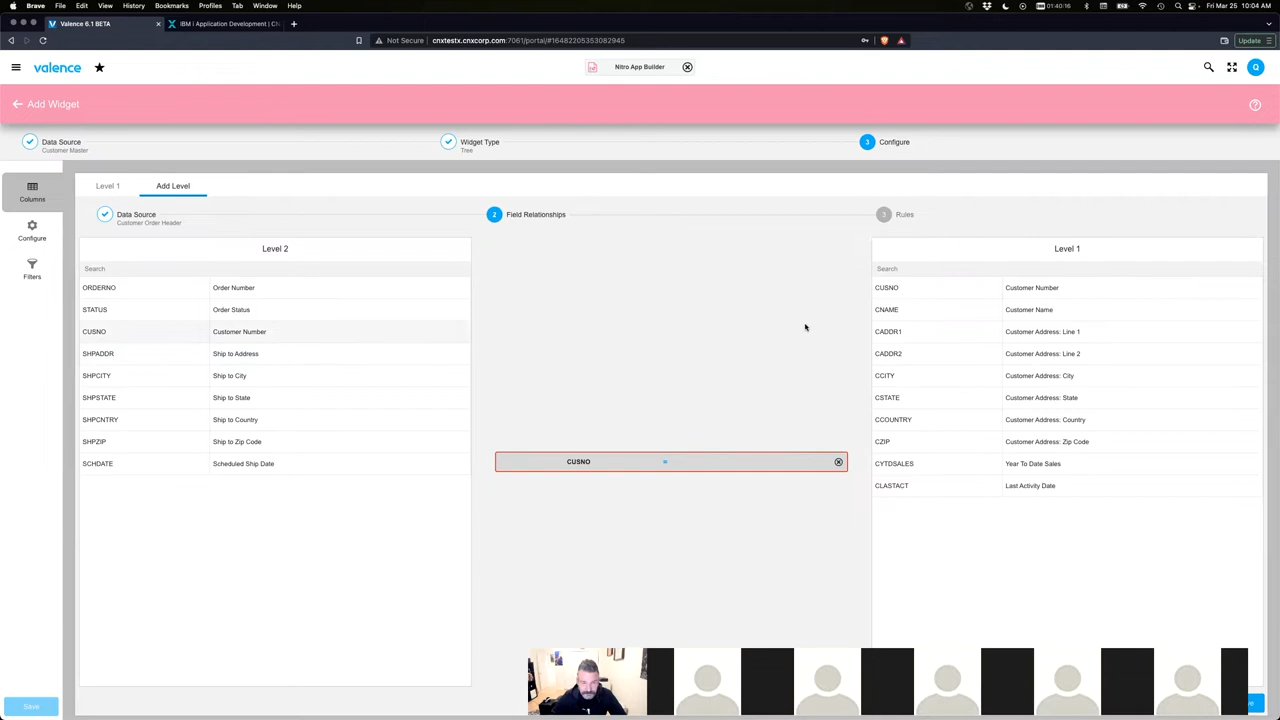 Brave File Edit View History Bookmarks Profiles Tab Window Help
01:40:16
Fri Mar 25 10:04 AM
Valence 6.1 BETA
IBM i Application Development | CN
Not Secure cnxtestx.cnxcorp.com:7061/portal/#16482205353082945
Update
valence
Nitro App Builder
Q
Add Widget
Data Source
Customer Master
Widget Type
Tree
3 Configure
Columns
Configure
Filters
Level 1 Add Level
Data Source
Customer Order Header
2 Field Relationships
3 Rules
Level 2
Search
ORDERNO Order Number
STATUS Order Status
CUSNO Customer Number
SHPADDR Ship to Address
SHPCITY Ship to City
SHPSTATE Ship to State
SHPCNTRY Ship to Country
SHPZIP Ship to Zip Code
SCHDATE Scheduled Ship Date
CUSNO
Level 1
Search
CUSNO Customer Number
CNAME Customer Name
CADDR1 Customer Address: Line 1
CADDR2 Customer Address: Line 2
CCITY Customer Address: City
CSTATE Customer Address: State
CCOUNTRY Customer Address: Country
CZIP Customer Address: Zip Code
CYTDSALES Year To Date Sales
CLASTACT Last Activity Date
Save